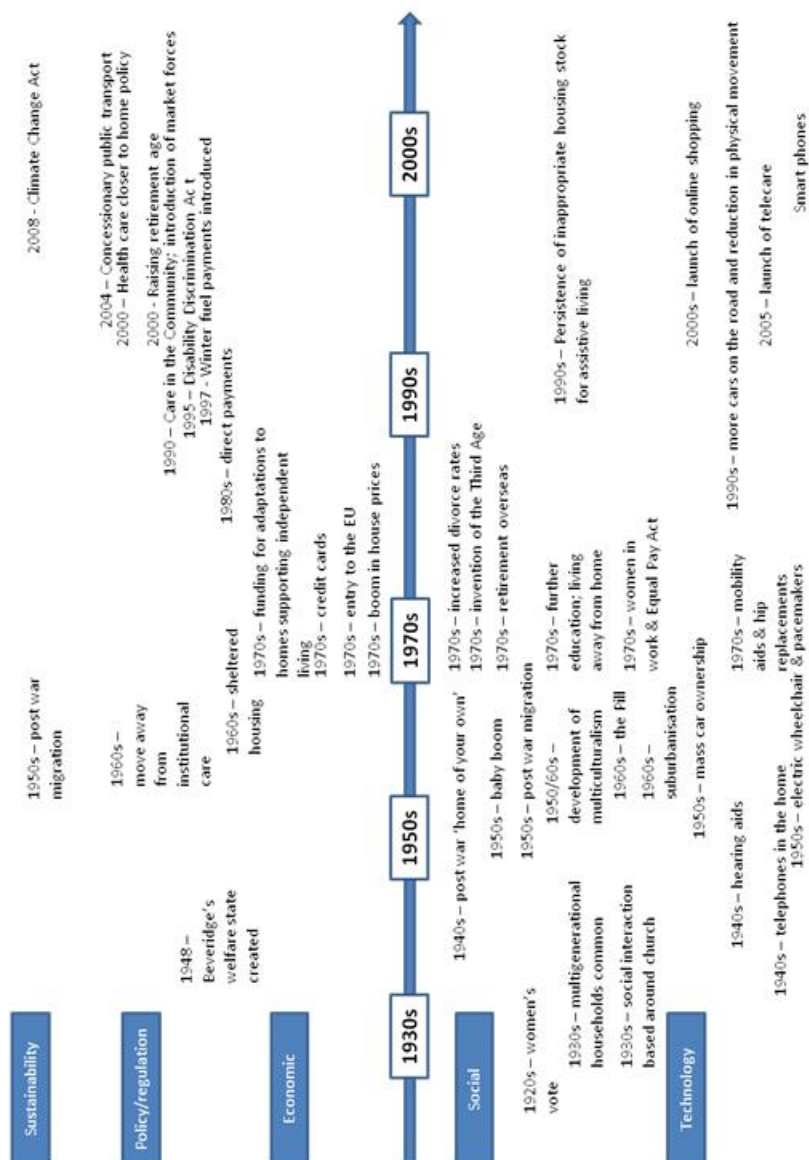 Sustainability
1950s – post war
migration
2008 - Climate Change Act
Policy/regulation
1948 –
Beveridge's
welfare state
created
1960s –
move away
from
institutional
care
1960s – sheltered
housing
2004 – Concessionary public transport
2000 – Health care closer to home policy
2000 - Raising retirement age
1990 – Care in the Community; introduction of market forces
1995 – Disability Discrimination Ac t
1997 - Winter fuel payments introduced
1980s – direct payments
Economic
1970s – funding for adaptations to
homes supporting independent
living
1970s – credit cards
1970s – entry to the EU
1970s – boom in house prices
1930s
1950s
1970s
1990s
2000s
Social
1920s – women's
vote
1930s – multigenerational
households common
1930s – social interaction
based around church
1940s – post war 'home of your own'
1950s – baby boom
1950s – post war migration
1950/60s –
development of
multiculturalism
1960s – the Pill
1960s –
suburbanisation
1970s – increased divorce rates
1970s – invention of the Third Age
1970s – retirement overseas
1970s – further
education; living
away from home
1970s – women in
work & Equal Pay Act
1990s – Persistence of inappropriate housing stock
for assistive living
Technology
1950s – mass car ownership
2000s – launch of online shopping
1940s – hearing aids
1970s – mobility
aids & hip
replacements
1990s – more cars on the road and reduction in physical movement
1940s – telephones in the home
1950s – electric wheelchair & pacemakers
2005 – launch of telecare
Smart phones